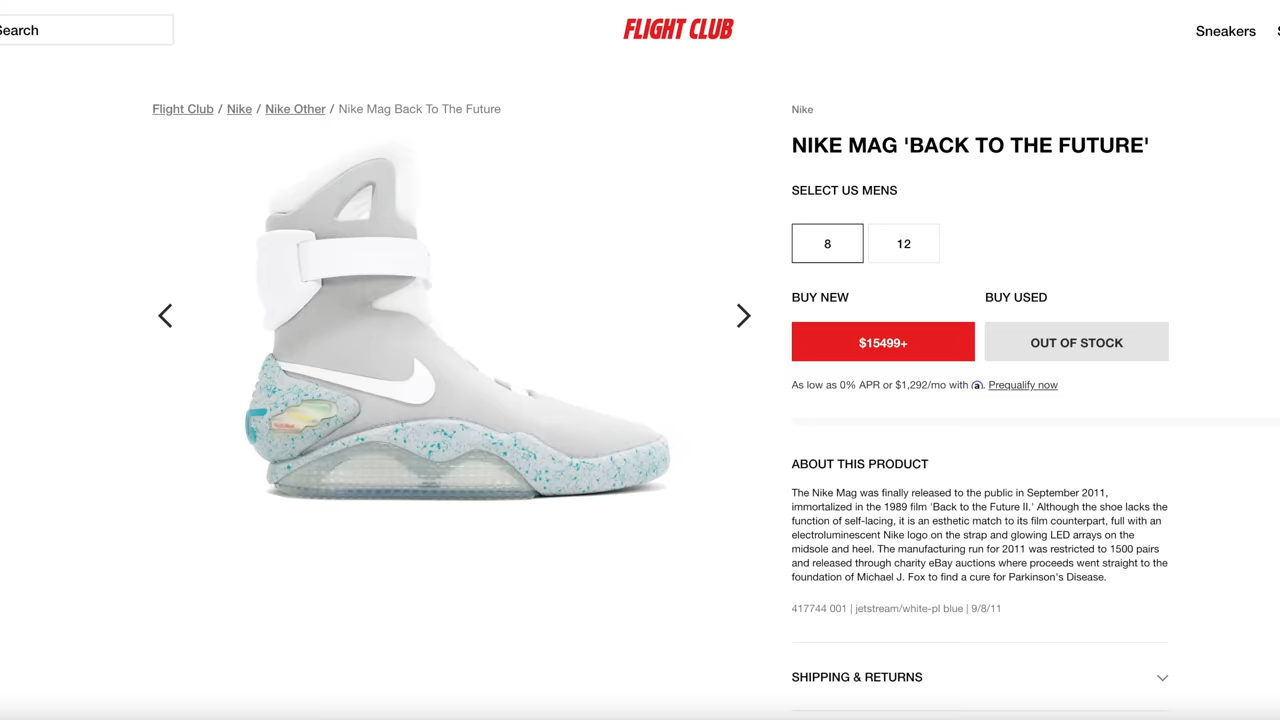 Search
FLIGHT CLUB
Sneakers
Flight Club / Nike / Nike Other / Nike Mag Back To The Future
Nike
NIKE MAG 'BACK TO THE FUTURE'
SELECT US MENS
8
12
BUY NEW
BUY USED
$15499+
OUT OF STOCK
As low as 0% APR or $1,292/mo with a. Prequalify now
ABOUT THIS PRODUCT
The Nike Mag was finally released to the public in September 2011,
immortalized in the 1989 film 'Back to the Future II.' Although the shoe lacks the
function of self-lacing, it is an esthetic match to its film counterpart, full with an
electroluminescent Nike logo on the strap and glowing LED arrays on the
midsole and heel. The manufacturing run for 2011 was restricted to 1500 pairs
and released through charity eBay auctions where proceeds went straight to the
foundation of Michael J. Fox to find a cure for Parkinson's Disease.
417744 001 | jetstream/white-pl blue | 9/8/11
SHIPPING & RETURNS